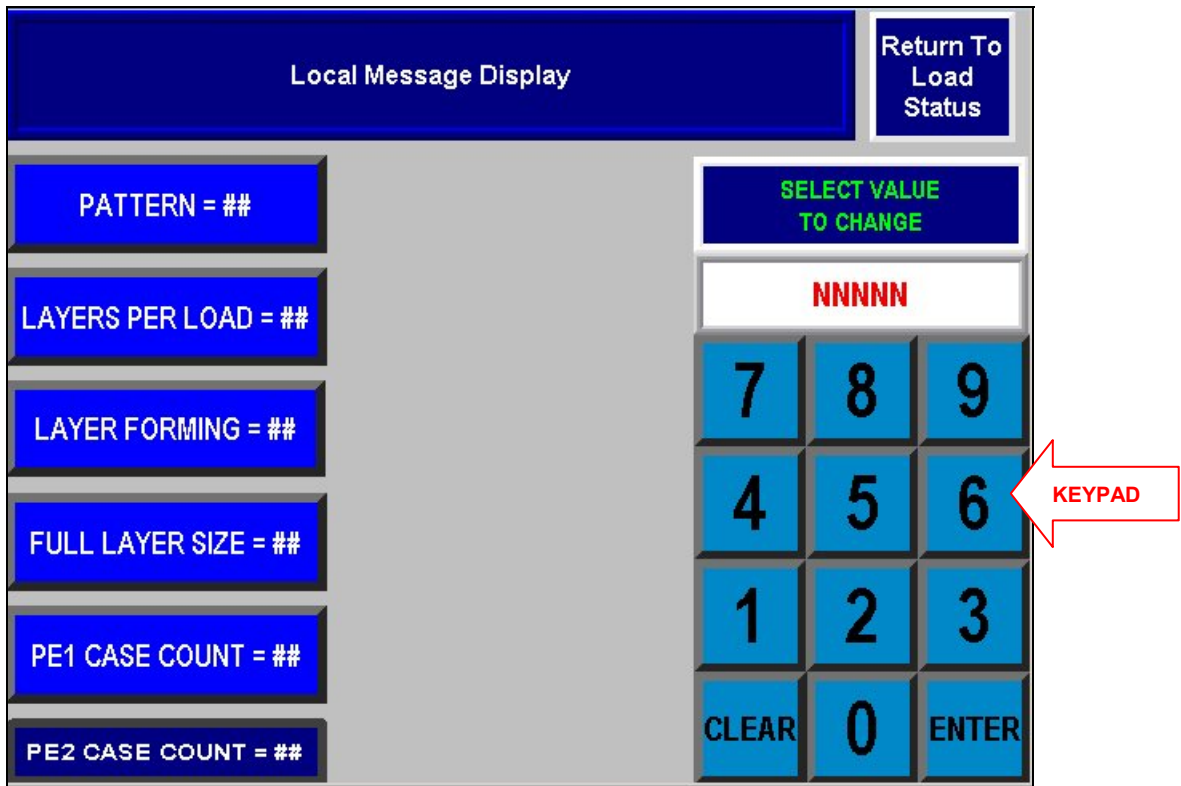 Local Message Display
Return To
Load
Status
PATTERN = ##
LAYERS PER LOAD = ##
LAYER FORMING = ##
FULL LAYER SIZE = ##
PE1 CASE COUNT = ##
PE2 CASE COUNT = ##
SELECT VALUE
TO CHANGE
NNNNN
7 8 9
4 5 6
1 2 3
CLEAR 0 ENTER
KEYPAD